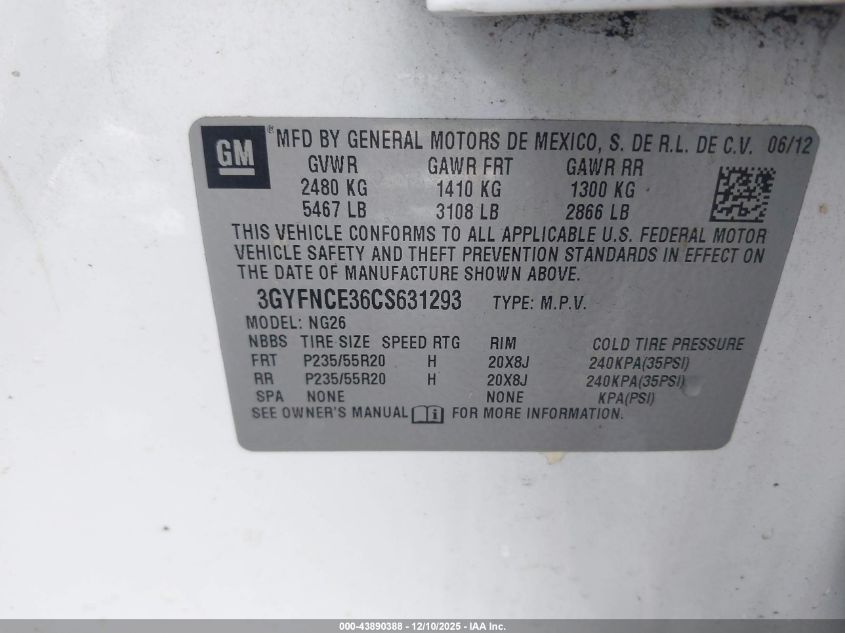 GM ® MFD BY GENERAL MOTORS DE MEXICO, S. DE R.L. DE C.V. 06/12
GVWR GAWR FRT GAWR RR
2480 KG 1410 KG 1300 KG
5467 LB 3108 LB 2866 LB
THIS VEHICLE CONFORMS TO ALL APPLICABLE U.S. FEDERAL MOTOR
VEHICLE SAFETY AND THEFT PREVENTION STANDARDS IN EFFECT ON
THE DATE OF MANUFACTURE SHOWN ABOVE.
3GYFNCE36CS631293 TYPE: M.P.V.
MODEL: NG26
NBBS TIRE SIZE SPEED RTG RIM COLD TIRE PRESSURE
FRT P235/55R20 H 20X8J 240KPA(35PSI)
RR P235/55R20 H 20X8J 240KPA(35PSI)
SPA NONE NONE KPA(PSI)
SEE OWNER'S MANUAL i FOR MORE INFORMATION.
000-43890388 - 12/10/2025 - IAA Inc.